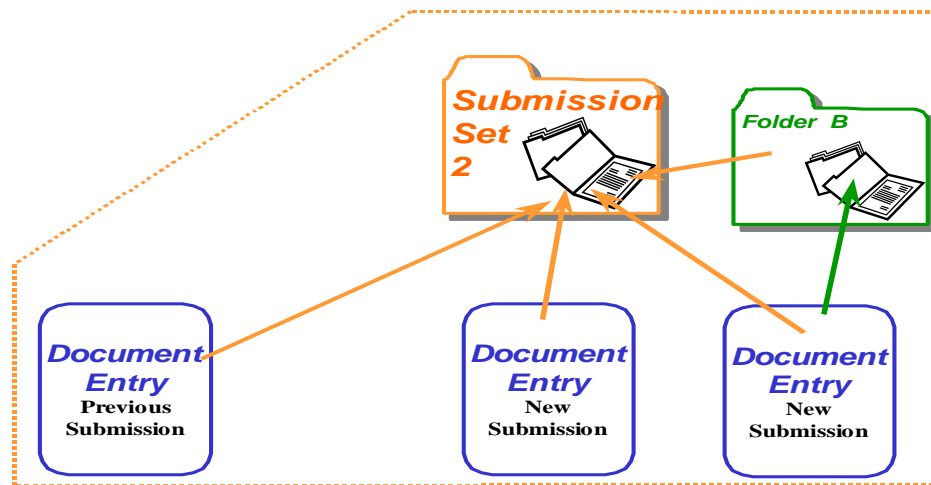 Submission
Set
2
Folder B
Document
Entry
Previous
Submission
Document
Entry
New
Submission
Document
Entry
New
Submission